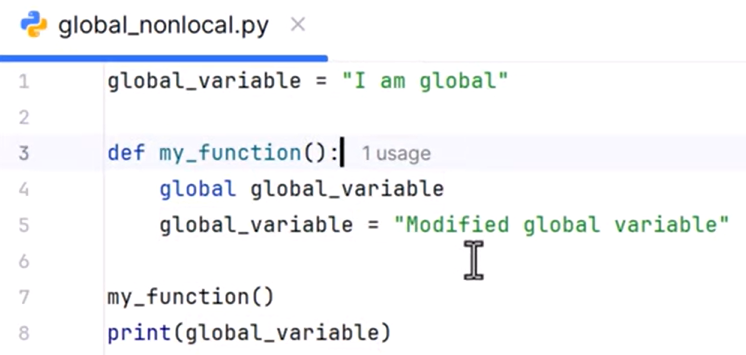 global_nonlocal.py ×
1 global_variable = "I am global"
2
3 def my_function(): 1 usage
4     global global_variable
5     global_variable = "Modified global variable"
6
7 my_function()
8 print(global_variable)